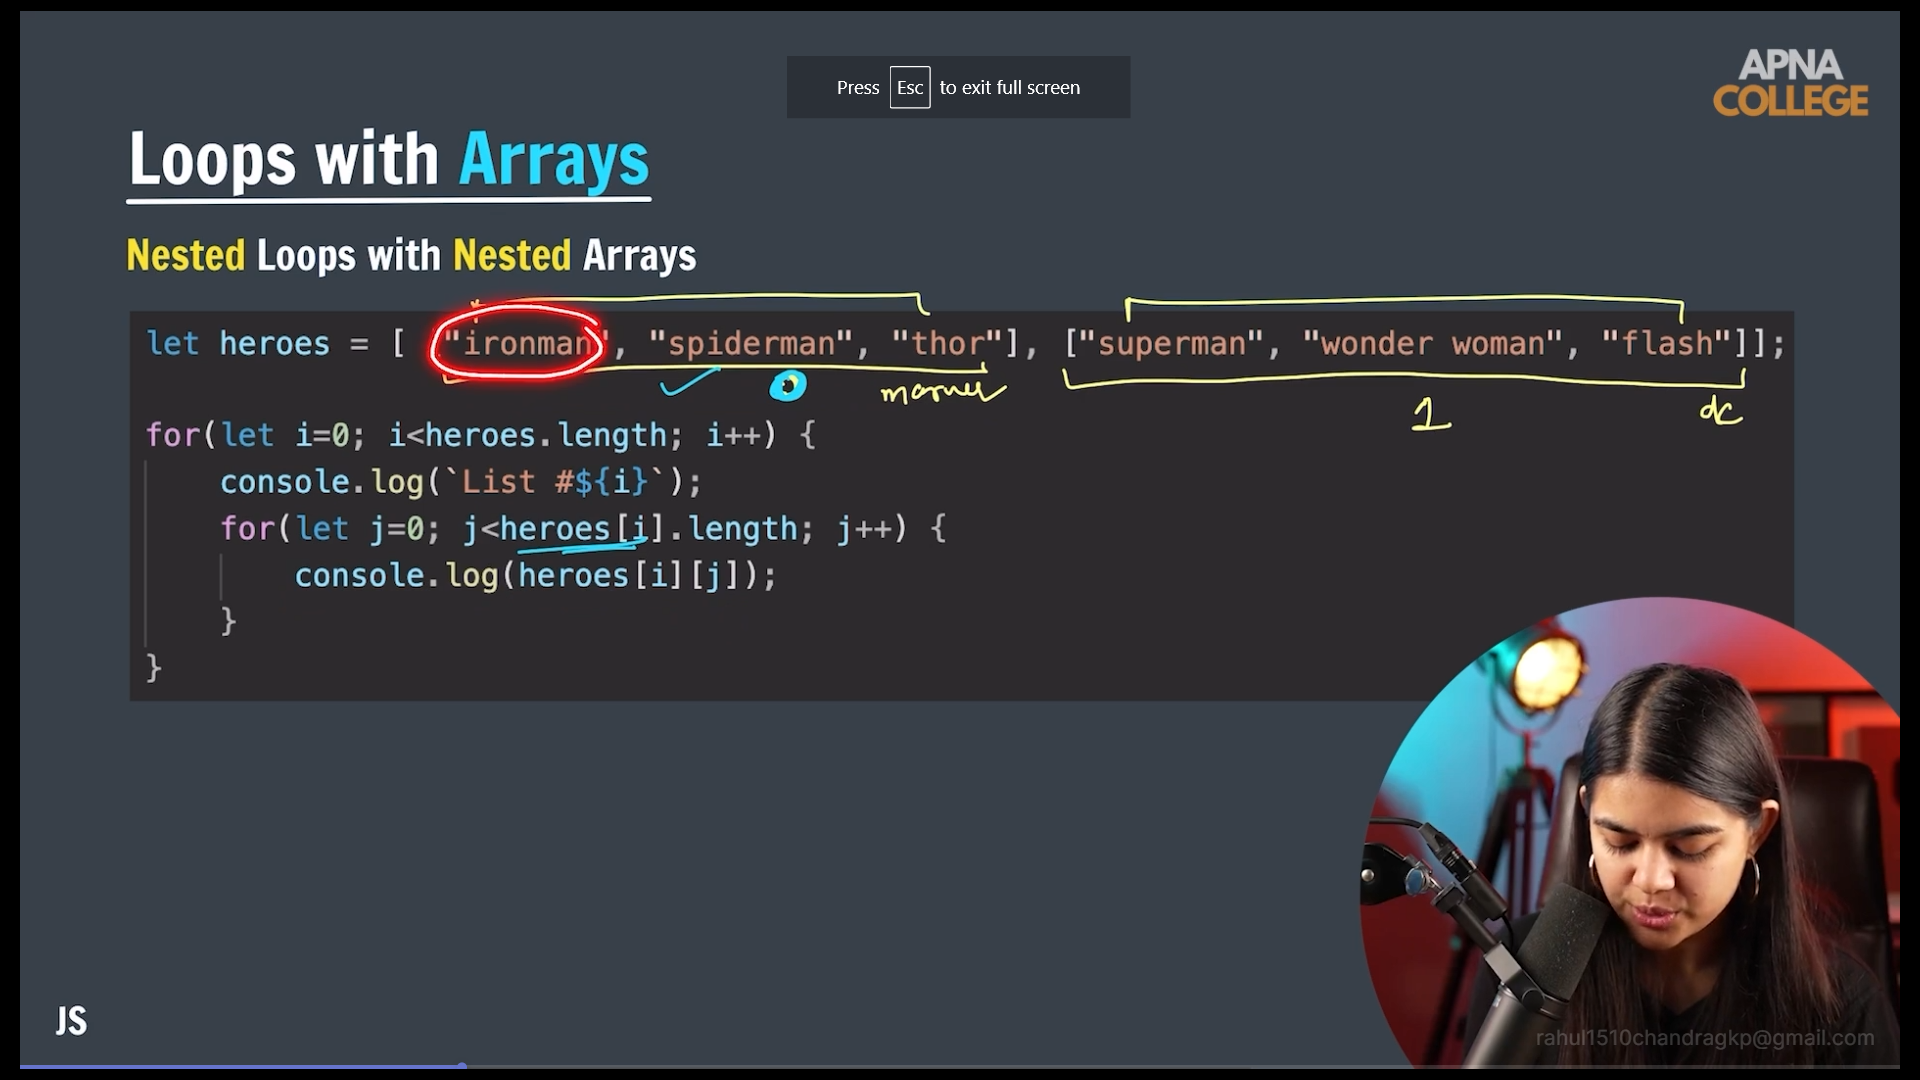 Press Esc to exit full screen
APNA
COLLEGE
Loops with Arrays
Nested Loops with Nested Arrays
let heroes = [ "ironman", "spiderman", "thor"], ["superman", "wonder woman", "flash"]];
marvel
1
dc
for(let i=0; i<heroes.length; i++) {
console.log(`List #${i}`);
for(let j=0; j<heroes[i].length; j++) {
console.log(heroes[i][j]);
}
}
JS
rahul1510chandragkp@gmail.com